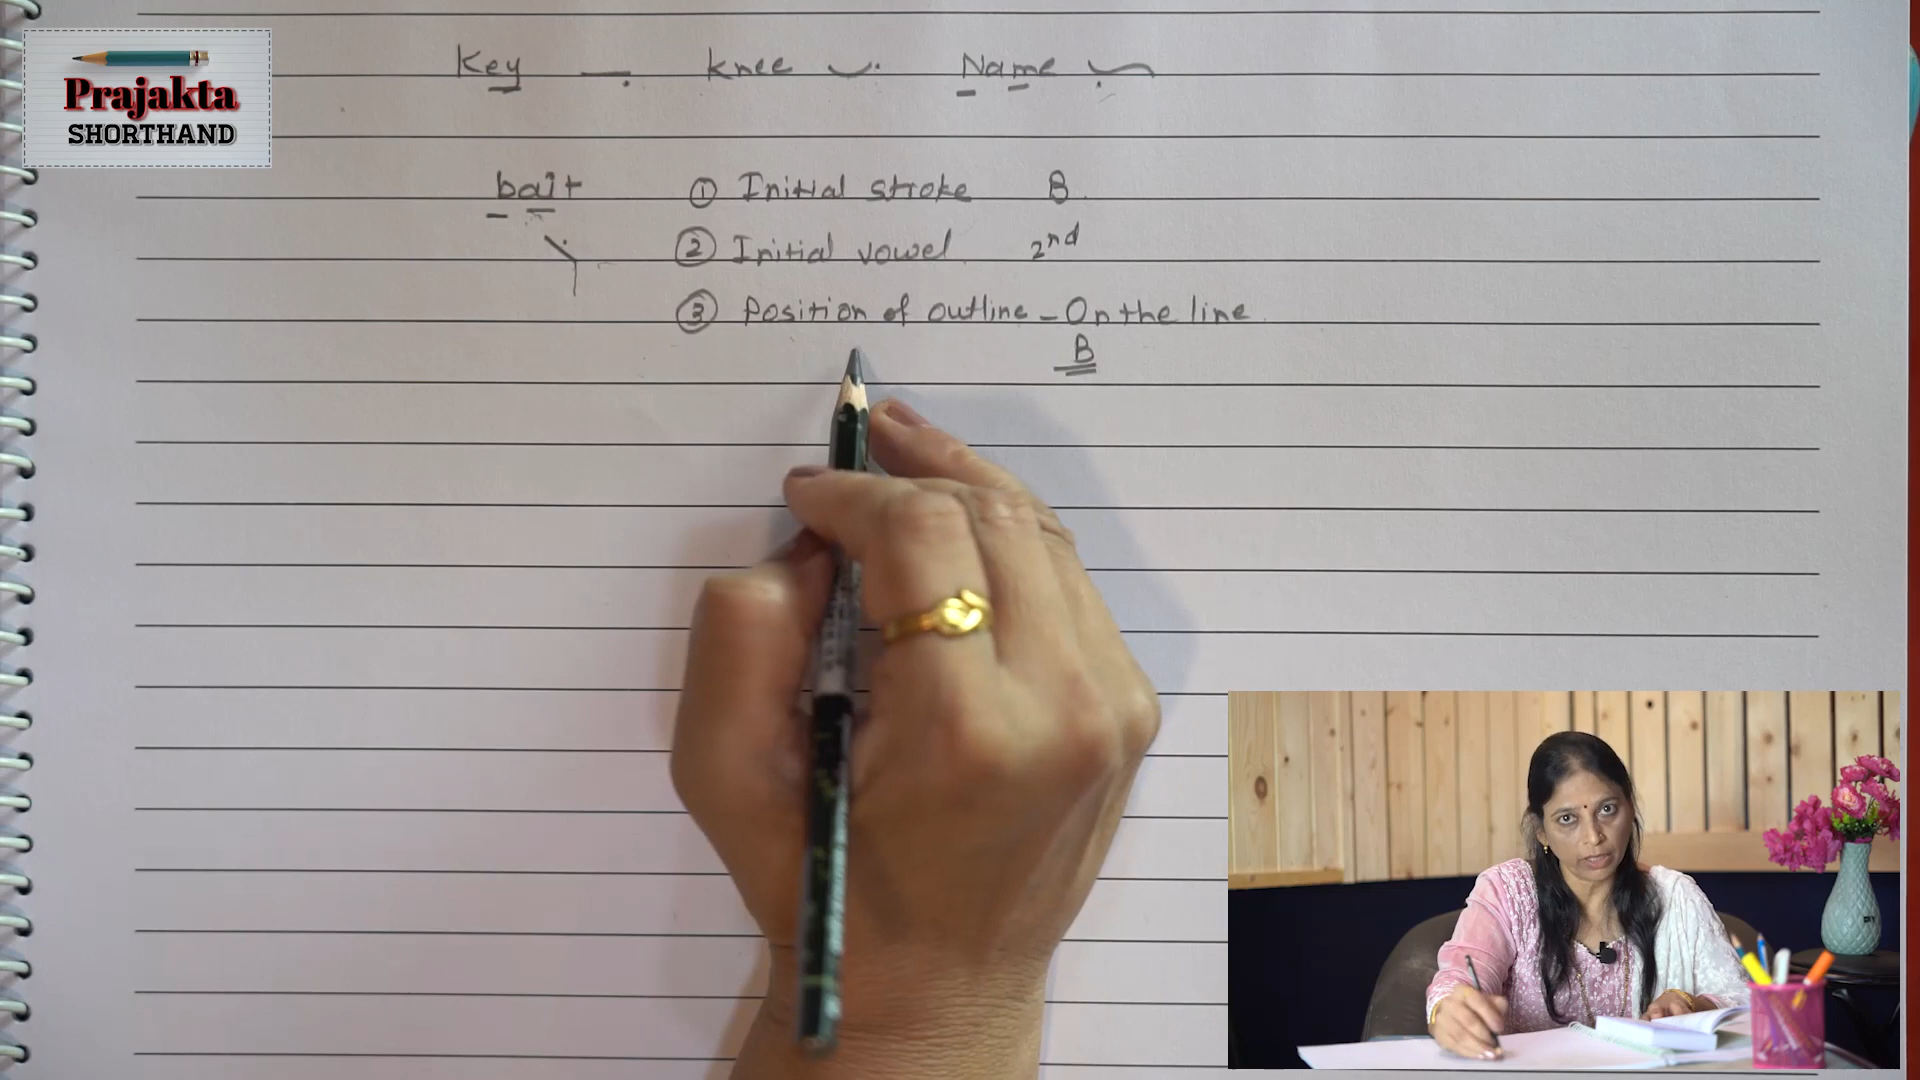 Prajakta
SHORTHAND
Key knee Name
bait ① Initial stroke B
② Initial vowel 2nd
③ Position of outline - On the line
B